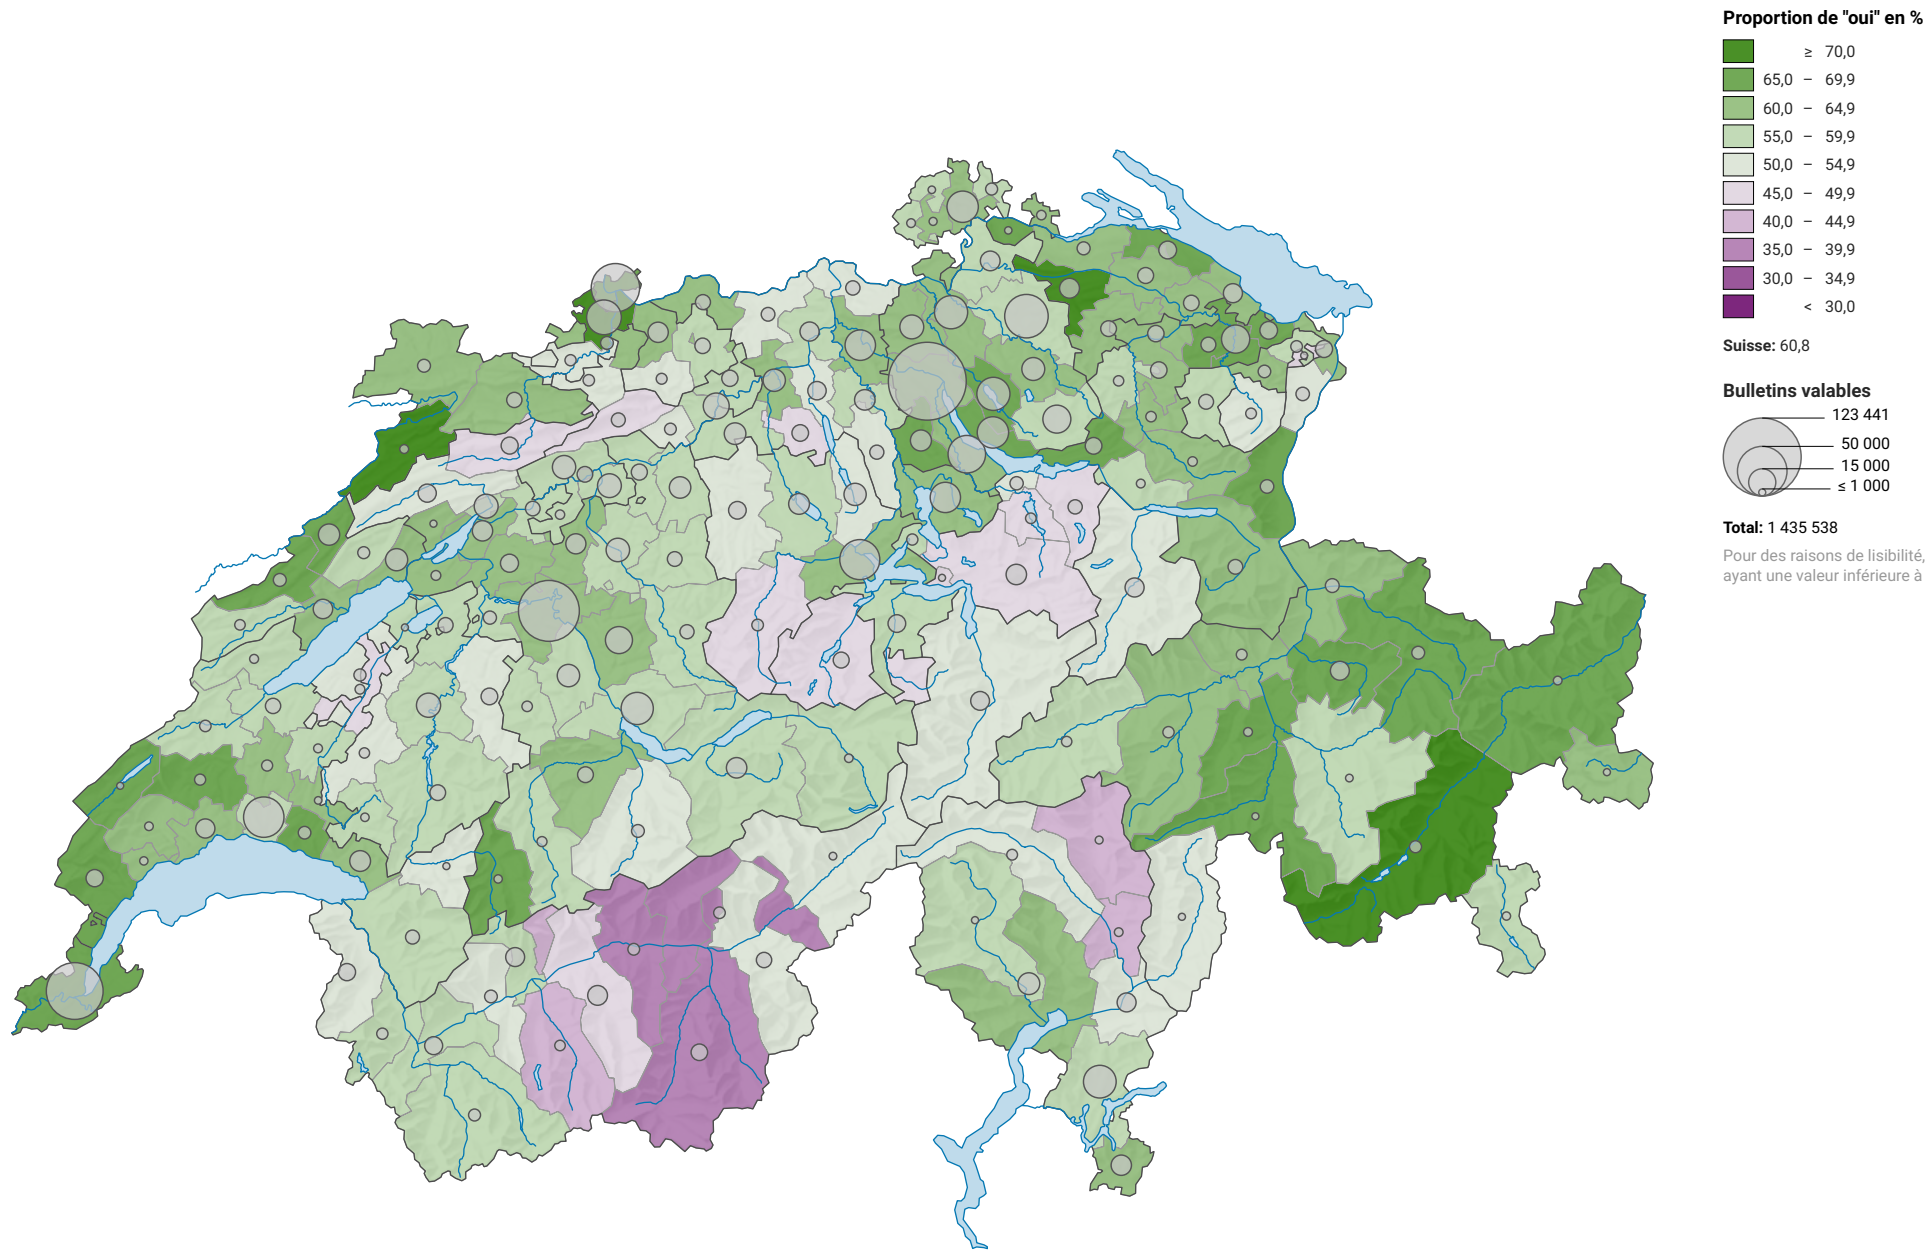 Proportion de "oui" en %
≥ 70,0
65,0 – 69,9
60,0 – 64,9
55,0 – 59,9
50,0 – 54,9
45,0 – 49,9
40,0 – 44,9
35,0 – 39,9
30,0 – 34,9
< 30,0
Suisse: 60,8
Bulletins valables
123 441
50 000
15 000
≤ 1 000
Total: 1 435 538
Pour des raisons de lisibilité,
ayant une valeur inférieure à